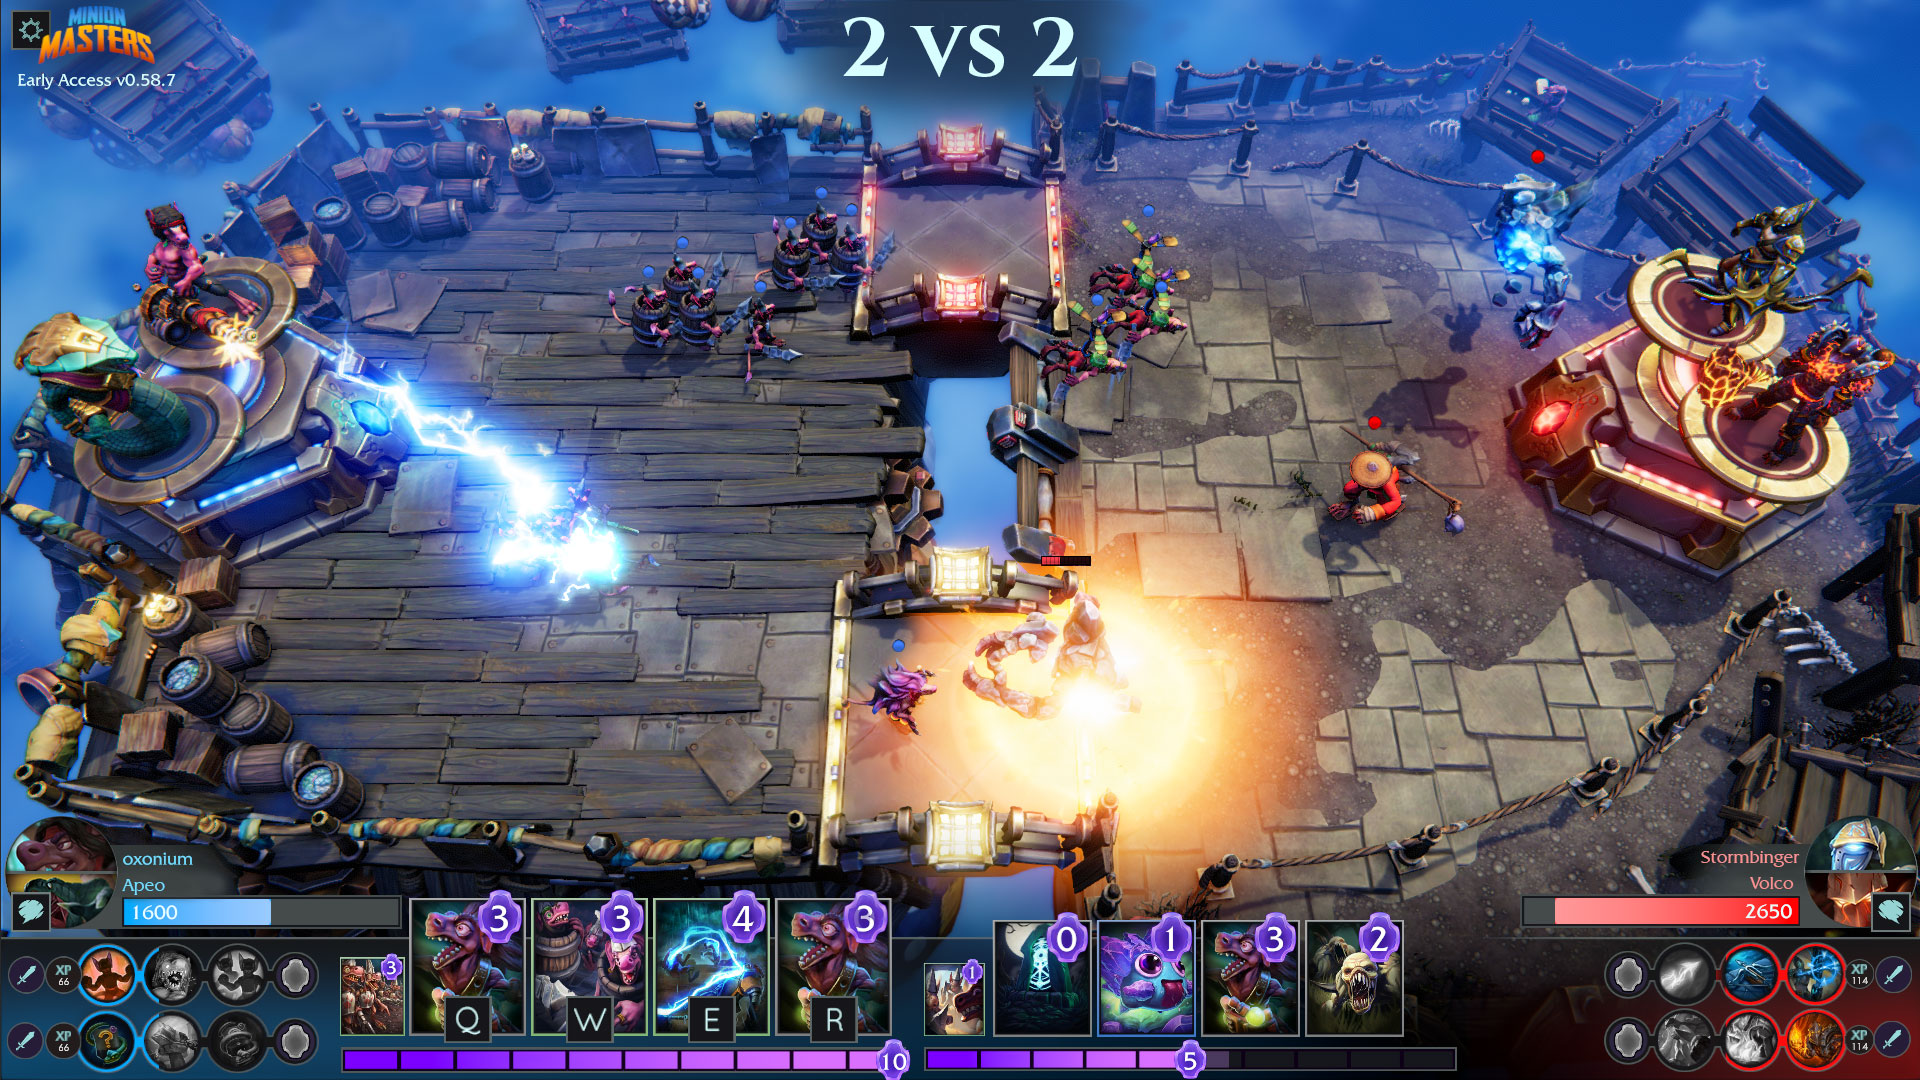 MINION
MASTERS
Early Access v0.58.7
2 VS 2
oxonium
Apeo
1600
Stormbinger
Volco
2650
XP
66
XP
66
XP
114
XP
114
3
3
3
4
3
Q
W
E
R
10
1
0
1
3
2
5